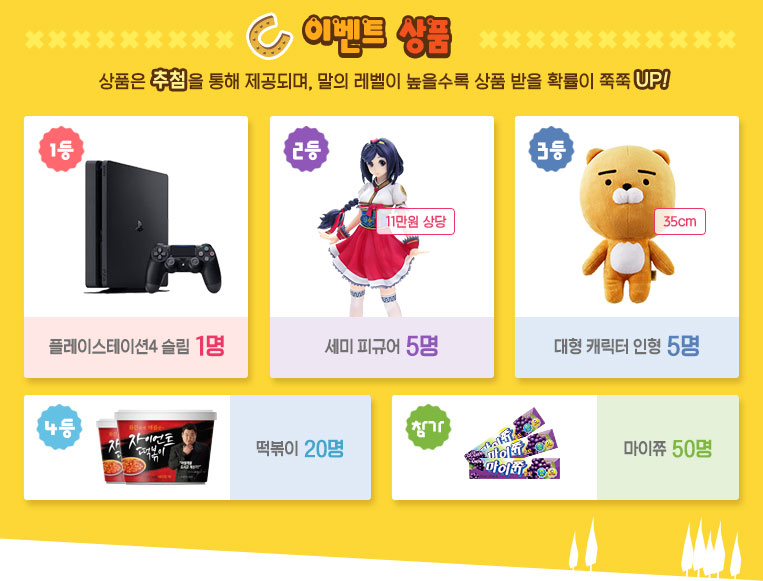 이벤트 상품
상품은 추첨을 통해 제공되며, 말의 레벨이 높을수록 상품 받을 확률이 쭉쭉 UP!
1등
2등
3등
11만원 상당
35cm
플레이스테이션4 슬림 1명
세미 피규어 5명
대형 캐릭터 인형 5명
4등
자이언트
떡볶이
떡볶이 20명
참가
마이쮸
마이쮸
마이쮸
마이쮸 50명